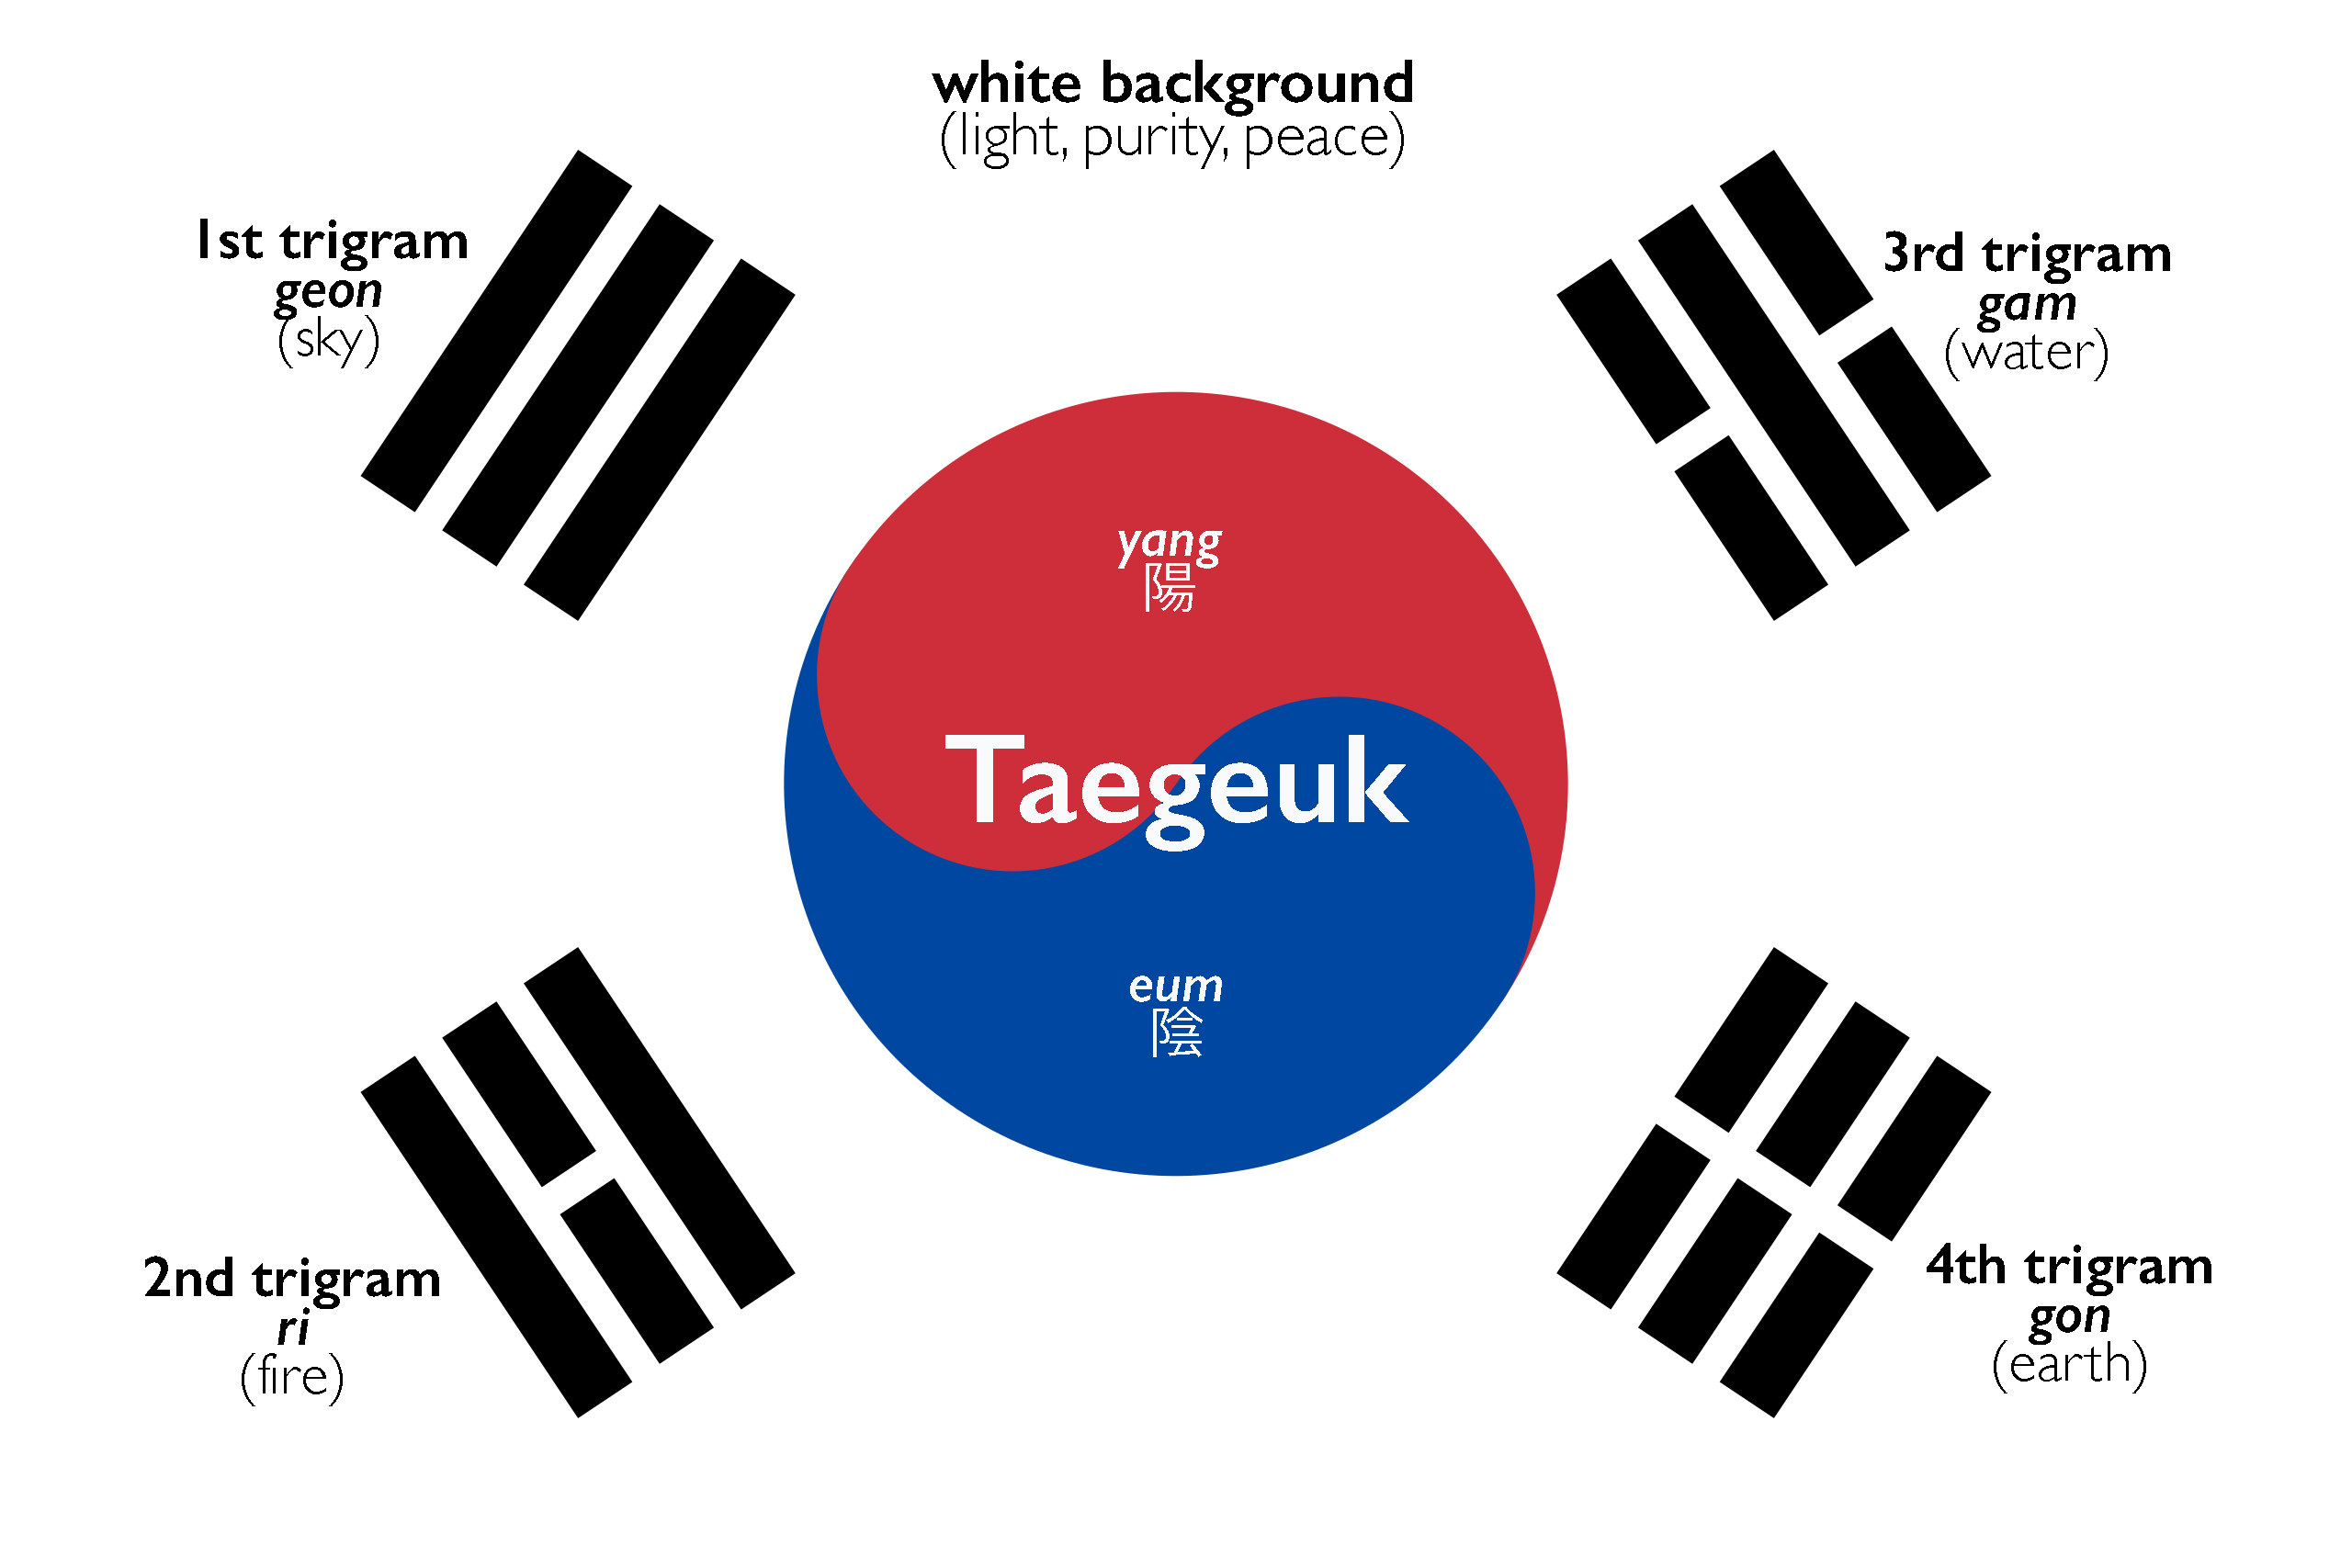 white background
(light, purity, peace)
1st trigram
geon
(sky)
3rd trigram
gam
(water)
yang
陽
Taegeuk
eum
陰
2nd trigram
ri
(fire)
4th trigram
gon
(earth)